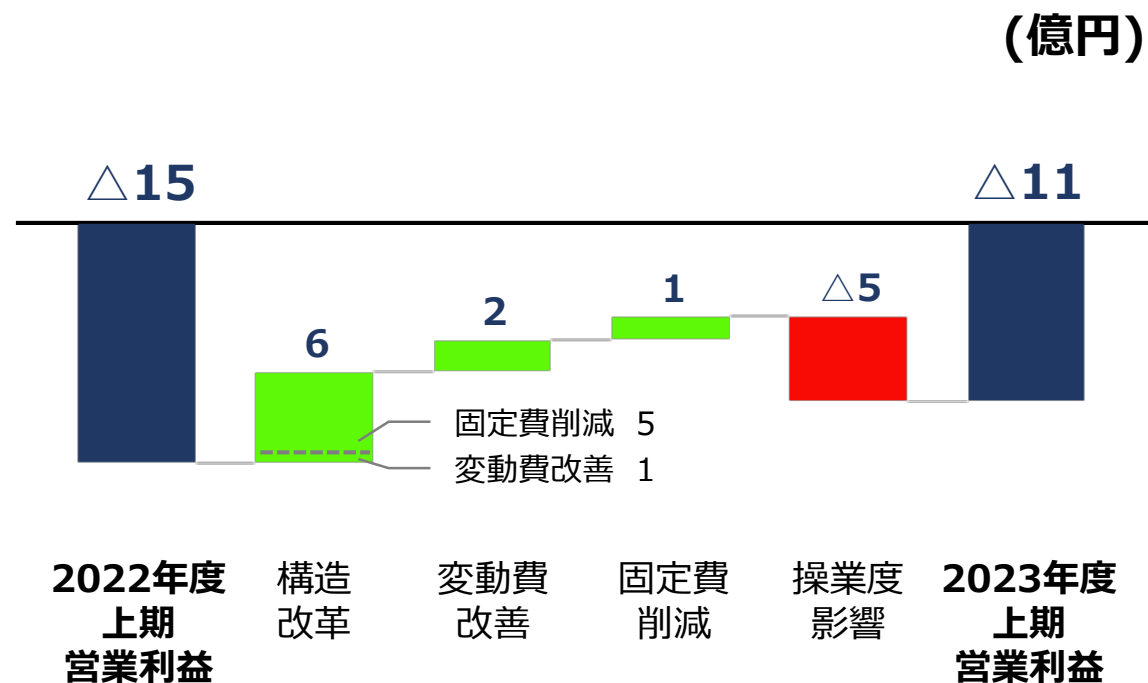 (億円)
△15
△11
6
2
1
△5
固定費削減 5
変動費改善 1
2022年度
上期
営業利益
構造
改革
変動費
改善
固定費
削減
操業度
影響
2023年度
上期
営業利益